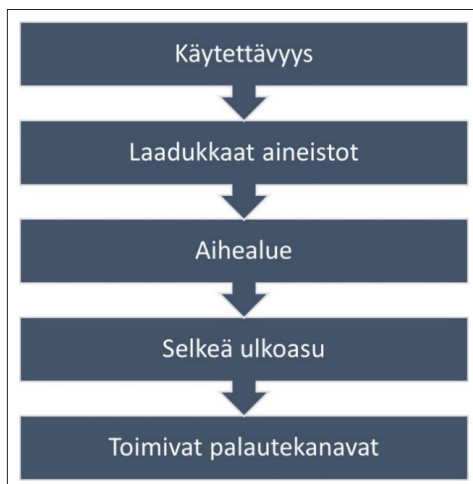 Käytettävyys
Laadukkaat aineistot
Aihealue
Selkeä ulkoasu
Toimivat palautekanavat